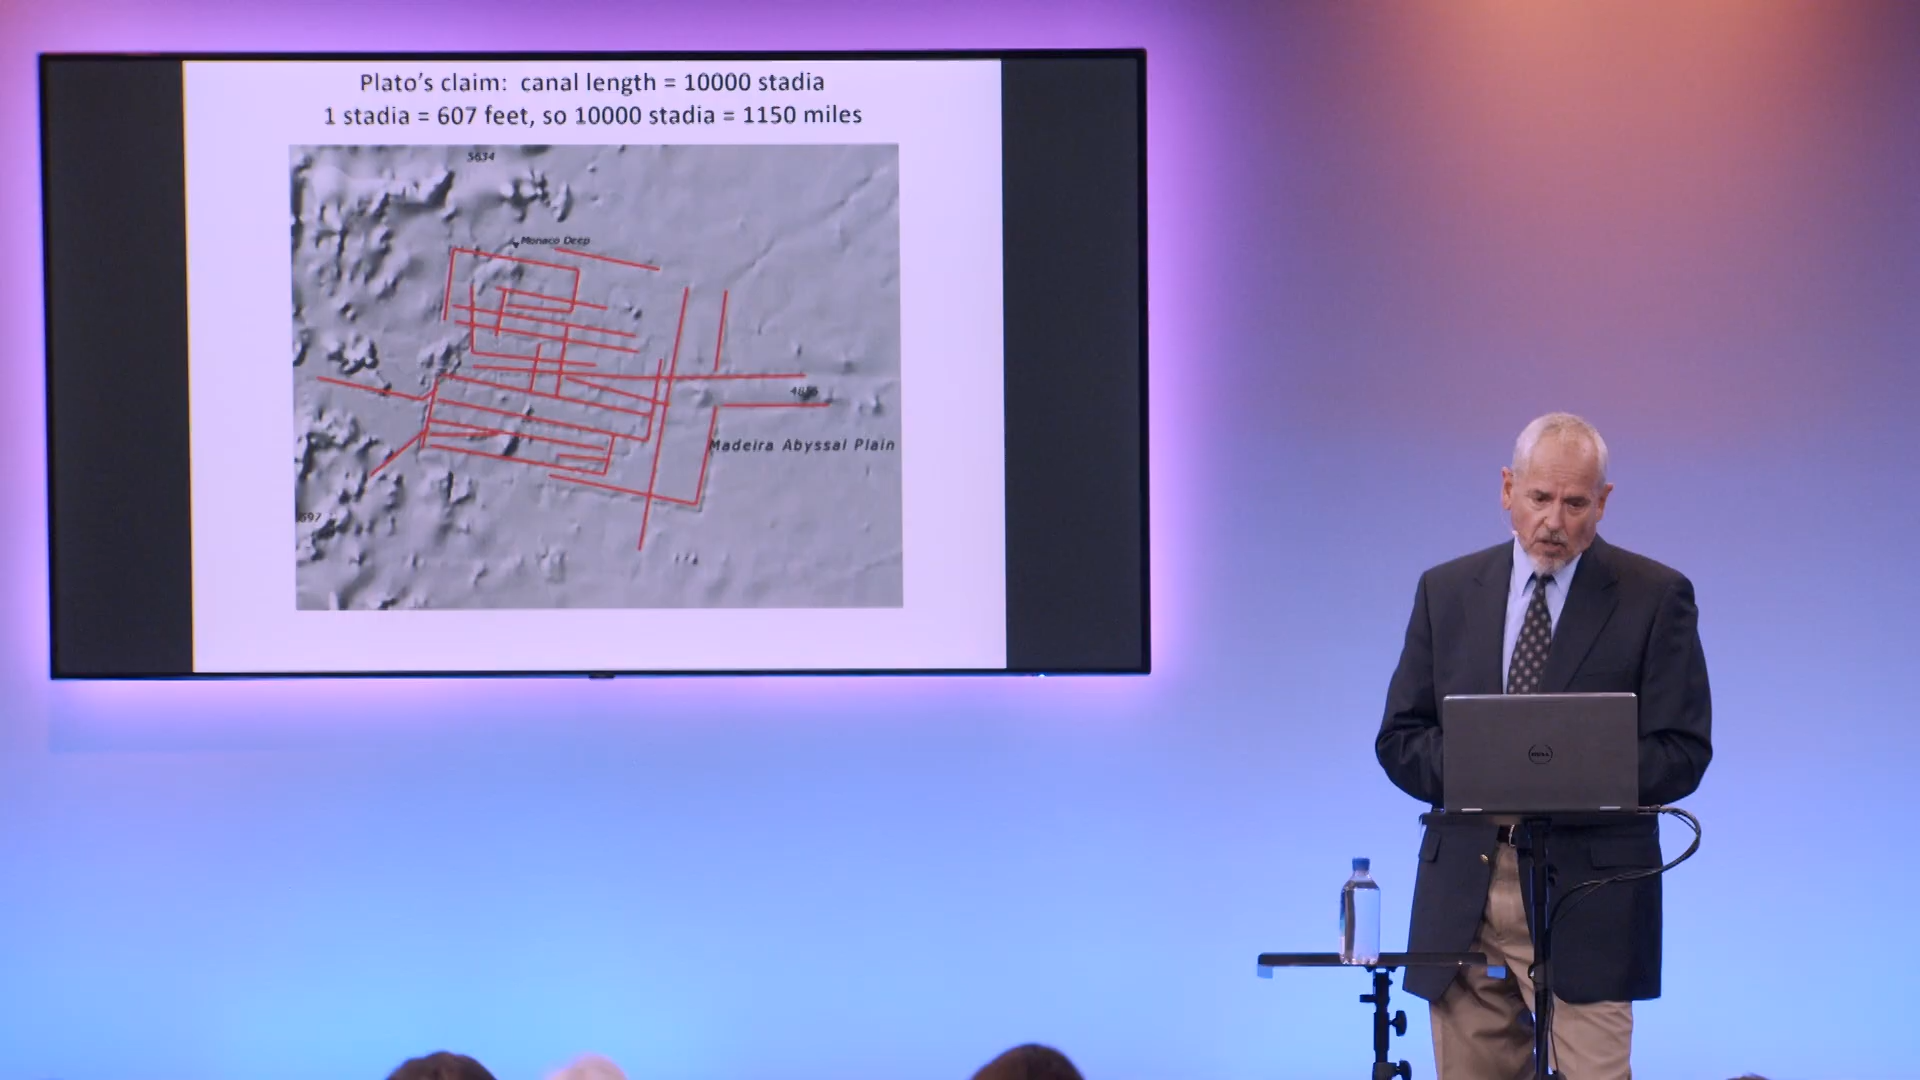 Plato's claim: canal length = 10000 stadia
1 stadia = 607 feet, so 10000 stadia = 1150 miles
5634
Monaco Deep
Madeira Abyssal Plain
697
DELL